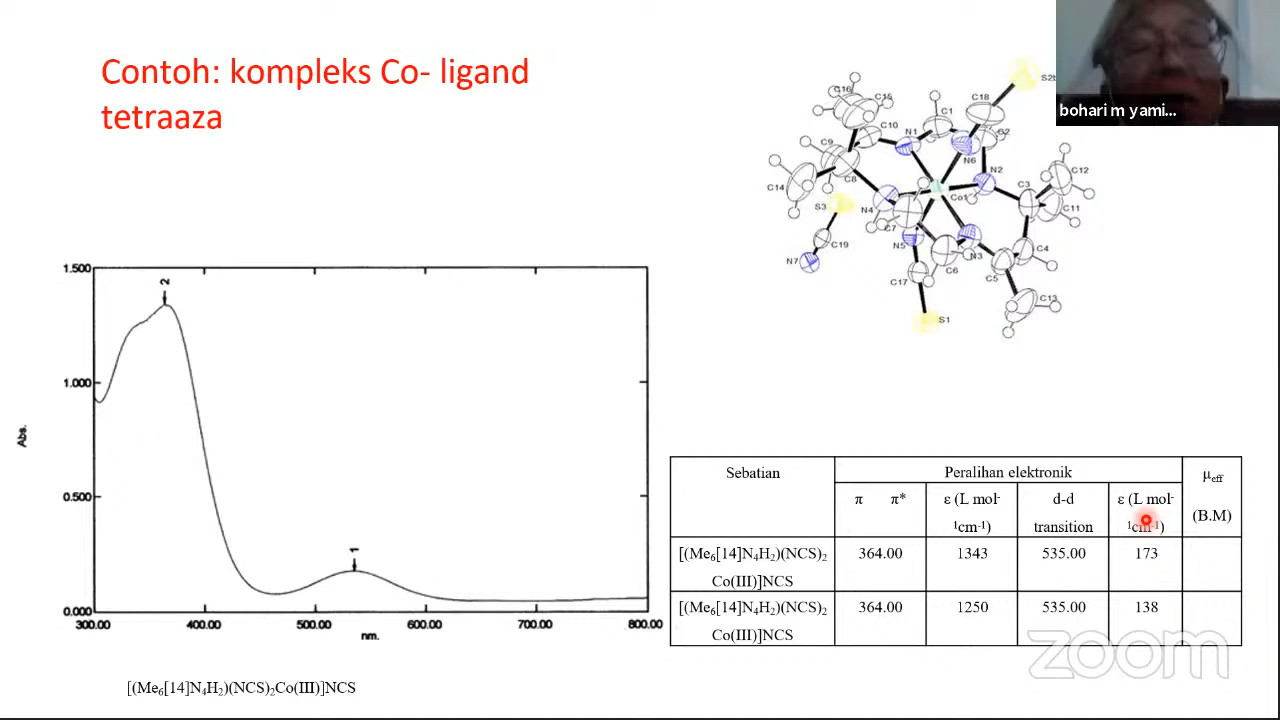 Contoh: kompleks Co- ligand
tetraaza
bohari m yami...
S2b
C18
C16
C15
C1
C10
N1
C2
N6
C9
C12
C8
N2
C3
C14
Co1
C11
S3
N4
C7
C4
C19
N5
N3
N7
C6
C5
C17
C13
S1
1.500
1.000
0.500
0.000
Abs.
2
1
300.00 400.00 500.00 600.00 700.00 800.00
nm.
[(Me₆[14]N₄H₂)(NCS)₂Co(III)]NCS
Sebatian
Peralihan elektronik
μeff
(B.M)
π π*
ε (L mol-
¹cm-¹)
d-d
transition
ε (L mol-
¹cm-¹)
[(Me₆[14]N₄H₂)(NCS)₂
Co(III)]NCS
364.00 1343 535.00 173
[(Me₆[14]N₄H₂)(NCS)₂
Co(III)]NCS
364.00 1250 535.00 138
zoom